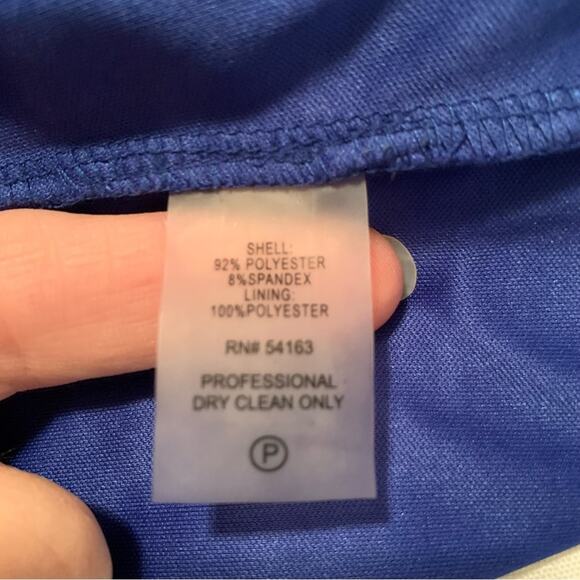 SHELL:
92% POLYESTER
8%SPANDEX
LINING:
100%POLYESTER
RN# 54163
PROFESSIONAL
DRY CLEAN ONLY
P